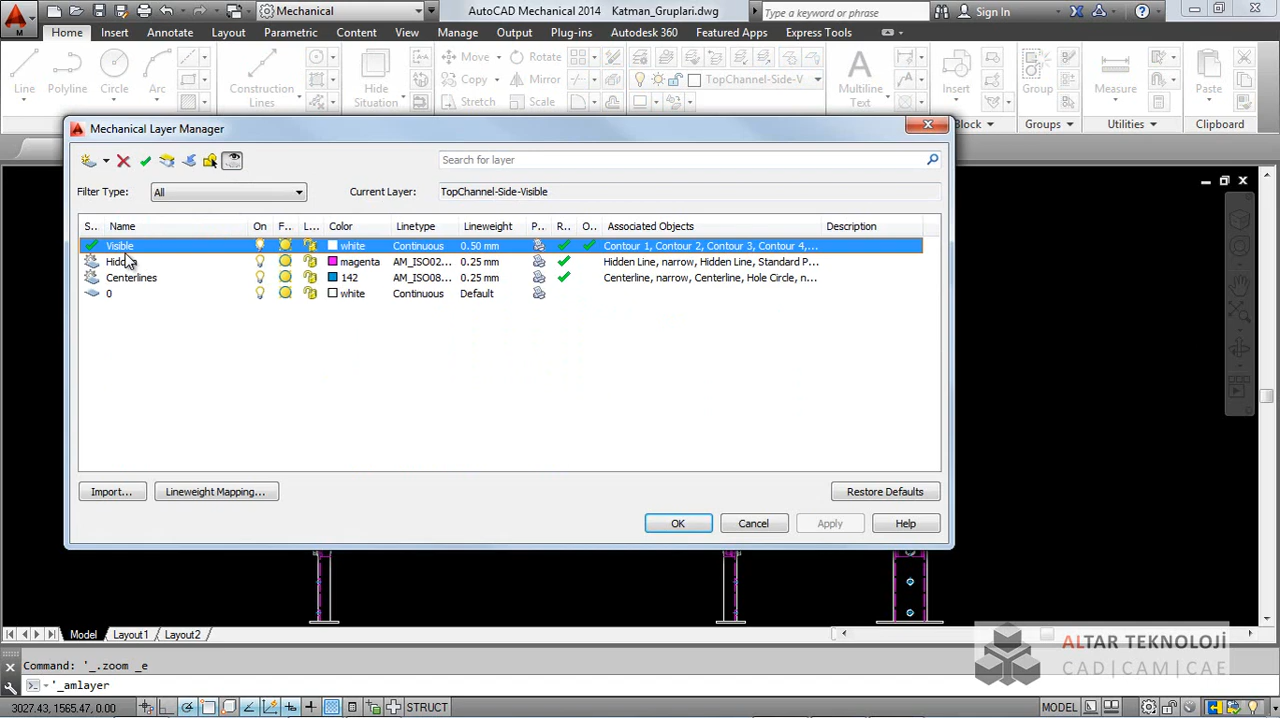 Mechanical
AutoCAD Mechanical 2014 Katman_Gruplari.dwg
Type a keyword or phrase
Sign In
Home Insert Annotate Layout Parametric Content View Manage Output Plug-ins Autodesk 360 Featured Apps Express Tools
Line Polyline Circle Arc
Construction Lines
Hide Situation
Move Rotate
Copy Mirror
Stretch Scale
TopChannel-Side-V
Multiline Text
Insert
Group
Measure
Paste
Block Groups Utilities Clipboard
Mechanical Layer Manager
Search for layer
Filter Type: All Current Layer: TopChannel-Side-Visible
S... Name On F... L... Color Linetype Lineweight P... R... O... Associated Objects Description
Visible white Continuous 0.50 mm Contour 1, Contour 2, Contour 3, Contour 4,...
Hidden magenta AM_ISO02... 0.25 mm Hidden Line, narrow, Hidden Line, Standard P...
Centerlines 142 AM_ISO08... 0.25 mm Centerline, narrow, Centerline, Hole Circle, n...
0 white Continuous Default
Import... Lineweight Mapping... Restore Defaults
OK Cancel Apply Help
Model Layout1 Layout2
Command: '_.zoom _e
'_amlayer
ALTAR TEKNOLOJİ
CAD|CAM|CAE
3027.43, 1565.47, 0.00 STRUCT MODEL